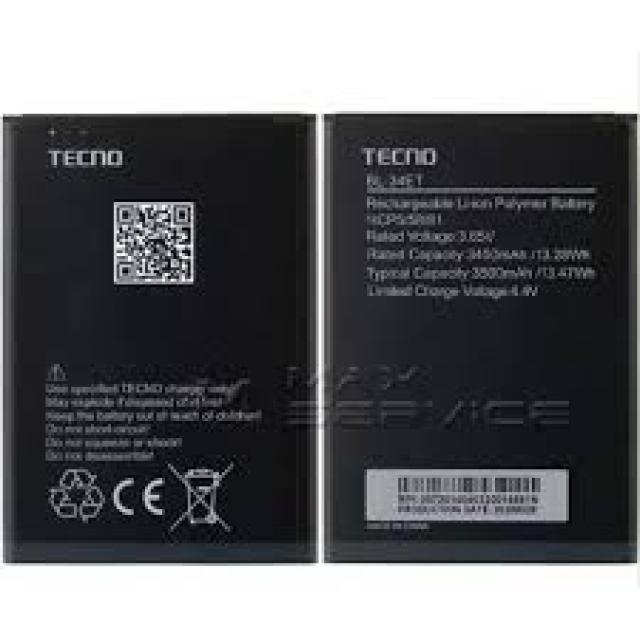 TECNO
Use specified TECNO charger only!
May explode if disposed of in fire!
Keep the battery out of reach of children!
Do not short circuit!
Do not squeeze or shock!
Do not disassemble!
CE
TECNO
BL-34ET
Rechargeable Li-ion Polymer Battery
Rated Voltage:3.85V
Rated Capacity:3450mAh/13.28Wh
Typical Capacity:3500mAh/13.47Wh
Limited Charge Voltage:4.4V
SERVICE
PRODUCTION DATE: